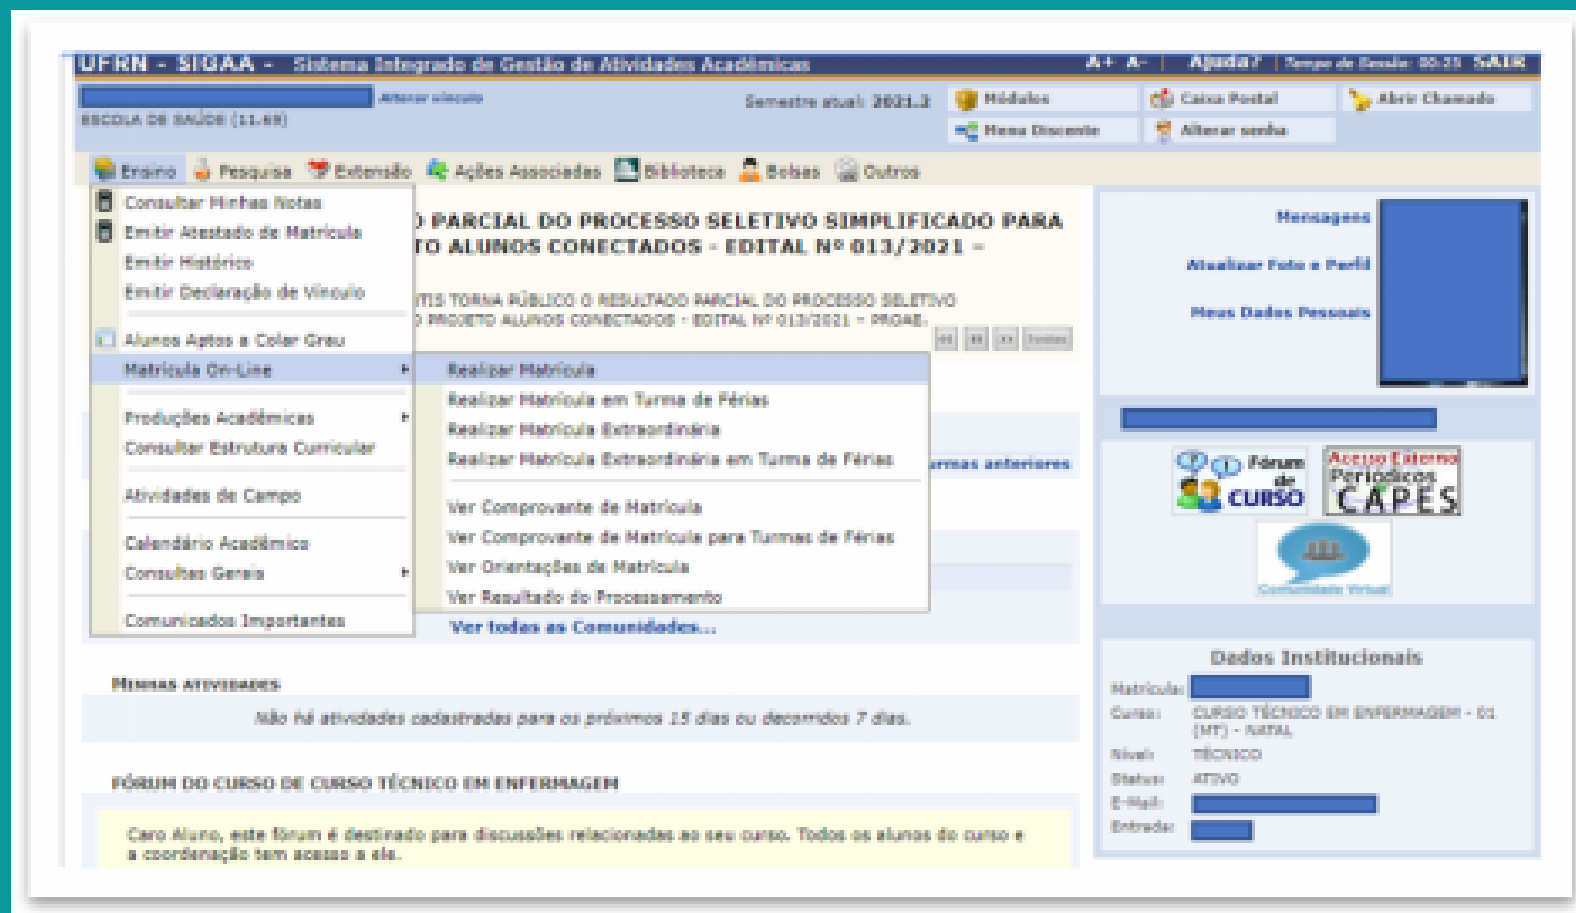 UFRN - SIGAA - Sistema Integrado de Gestão de Atividades Acadêmicas
A+ A- | Ajuda? | Tempo de Sessão: 00:25 SAIR
Alterar vínculo
Semestre atual: 2021.2
ESCOLA DE SAÚDE (11.69)
Módulos
Caixa Postal
Abrir Chamado
Menu Discente
Alterar senha
Ensino Pesquisa Extensão Ações Associadas Biblioteca Bolsas Outros
Consultar Minhas Notas
Emitir Atestado de Matrícula
Emitir Histórico
Emitir Declaração de Vínculo
Alunos Aptos a Colar Grau
Matrícula On-Line
Produções Acadêmicas
Consultar Estrutura Curricular
Atividades de Campo
Calendário Acadêmico
Consultas Gerais
Comunicados Importantes
Realizar Matrícula
Realizar Matrícula em Turma de Férias
Realizar Matrícula Extraordinária
Realizar Matrícula Extraordinária em Turma de Férias
Ver Comprovante de Matrícula
Ver Comprovante de Matrícula para Turmas de Férias
Ver Orientações de Matrícula
Ver Resultado do Processamento
PARCIAL DO PROCESSO SELETIVO SIMPLIFICADO PARA
TO ALUNOS CONECTADOS - EDITAL Nº 013/2021 –
TORNA PÚBLICO O RESULTADO PARCIAL DO PROCESSO SELETIVO
PROJETO ALUNOS CONECTADOS - EDITAL Nº 013/2021 – PROAE.
Todas
anteriores
Ver todas as Comunidades...
MINHAS ATIVIDADES
Não há atividades cadastradas para os próximos 15 dias ou decorridos 7 dias.
FÓRUM DO CURSO DE CURSO TÉCNICO EM ENFERMAGEM
Caro Aluno, este fórum é destinado para discussões relacionadas ao seu curso. Todos os alunos do curso e
a coordenação tem acesso a ele.
Mensagens
Atualizar Foto e Perfil
Meus Dados Pessoais
Fórum
de
CURSO
Acesso Externo
Periódicos
CAPES
Comunidade Virtual
Dados Institucionais
Matrícula:
Curso: CURSO TÉCNICO EM ENFERMAGEM - 01
(MT) - NATAL
Nível: TÉCNICO
Status: ATIVO
E-Mail:
Entrada: